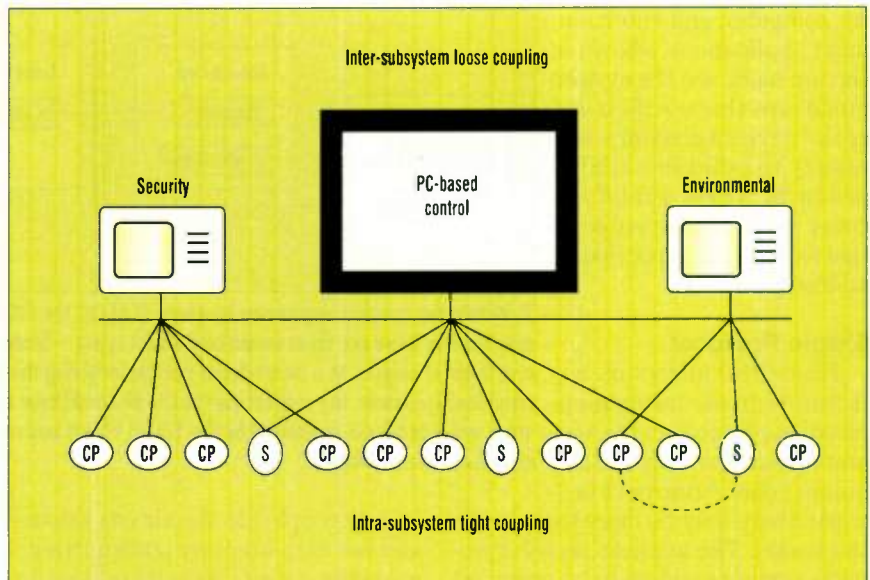 Inter-subsystem loose coupling
Security
PC-based
control
Environmental
CP CP CP S CP CP CP S CP CP CP S CP
Intra-subsystem tight coupling